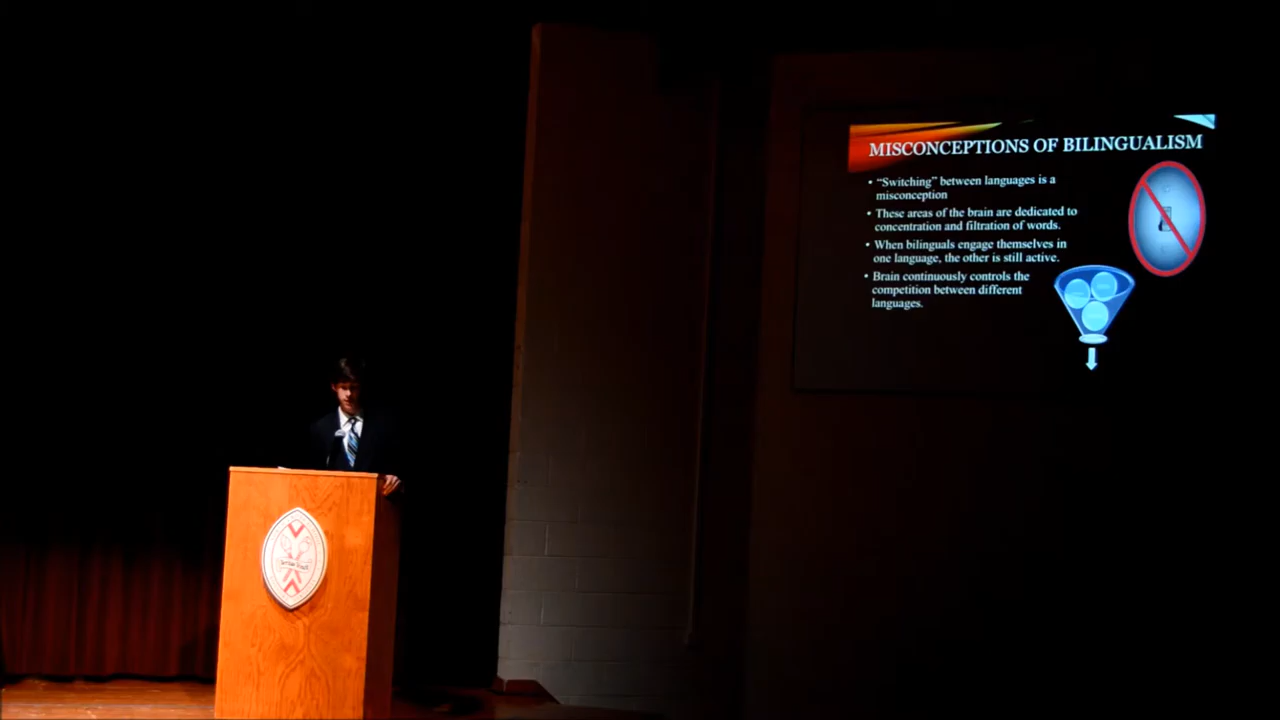 MISCONCEPTIONS OF BILINGUALISM
• "Switching" between languages is a
misconception
• These areas of the brain are dedicated to
concentration and filtration of words.
• When bilinguals engage themselves in
one language, the other is still active.
• Brain continuously controls the
competition between different
languages.